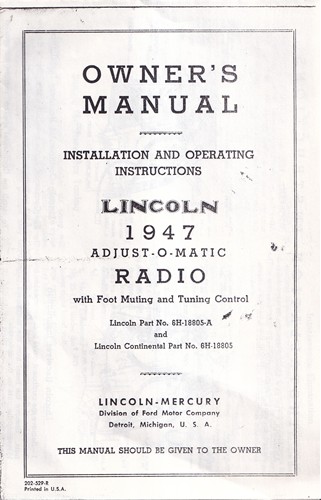 OWNER'S
MANUAL
INSTALLATION AND OPERATING
INSTRUCTIONS
LINCOLN
1947
ADJUST-O-MATIC
RADIO
with Foot Muting and Tuning Control
Lincoln Part No. 6H-18805-A
and
Lincoln Continental Part No. 6H-18805
LINCOLN-MERCURY
Division of Ford Motor Company
Detroit, Michigan, U. S. A.
THIS MANUAL SHOULD BE GIVEN TO THE OWNER
202-529-R
Printed in U.S.A.